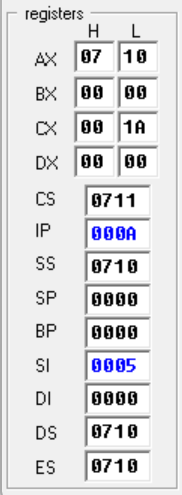 registers
H L
AX 07 10
BX 00 00
CX 00 1A
DX 00 00
CS 0711
IP 000A
SS 0710
SP 0000
BP 0000
SI 0005
DI 0000
DS 0710
ES 0710